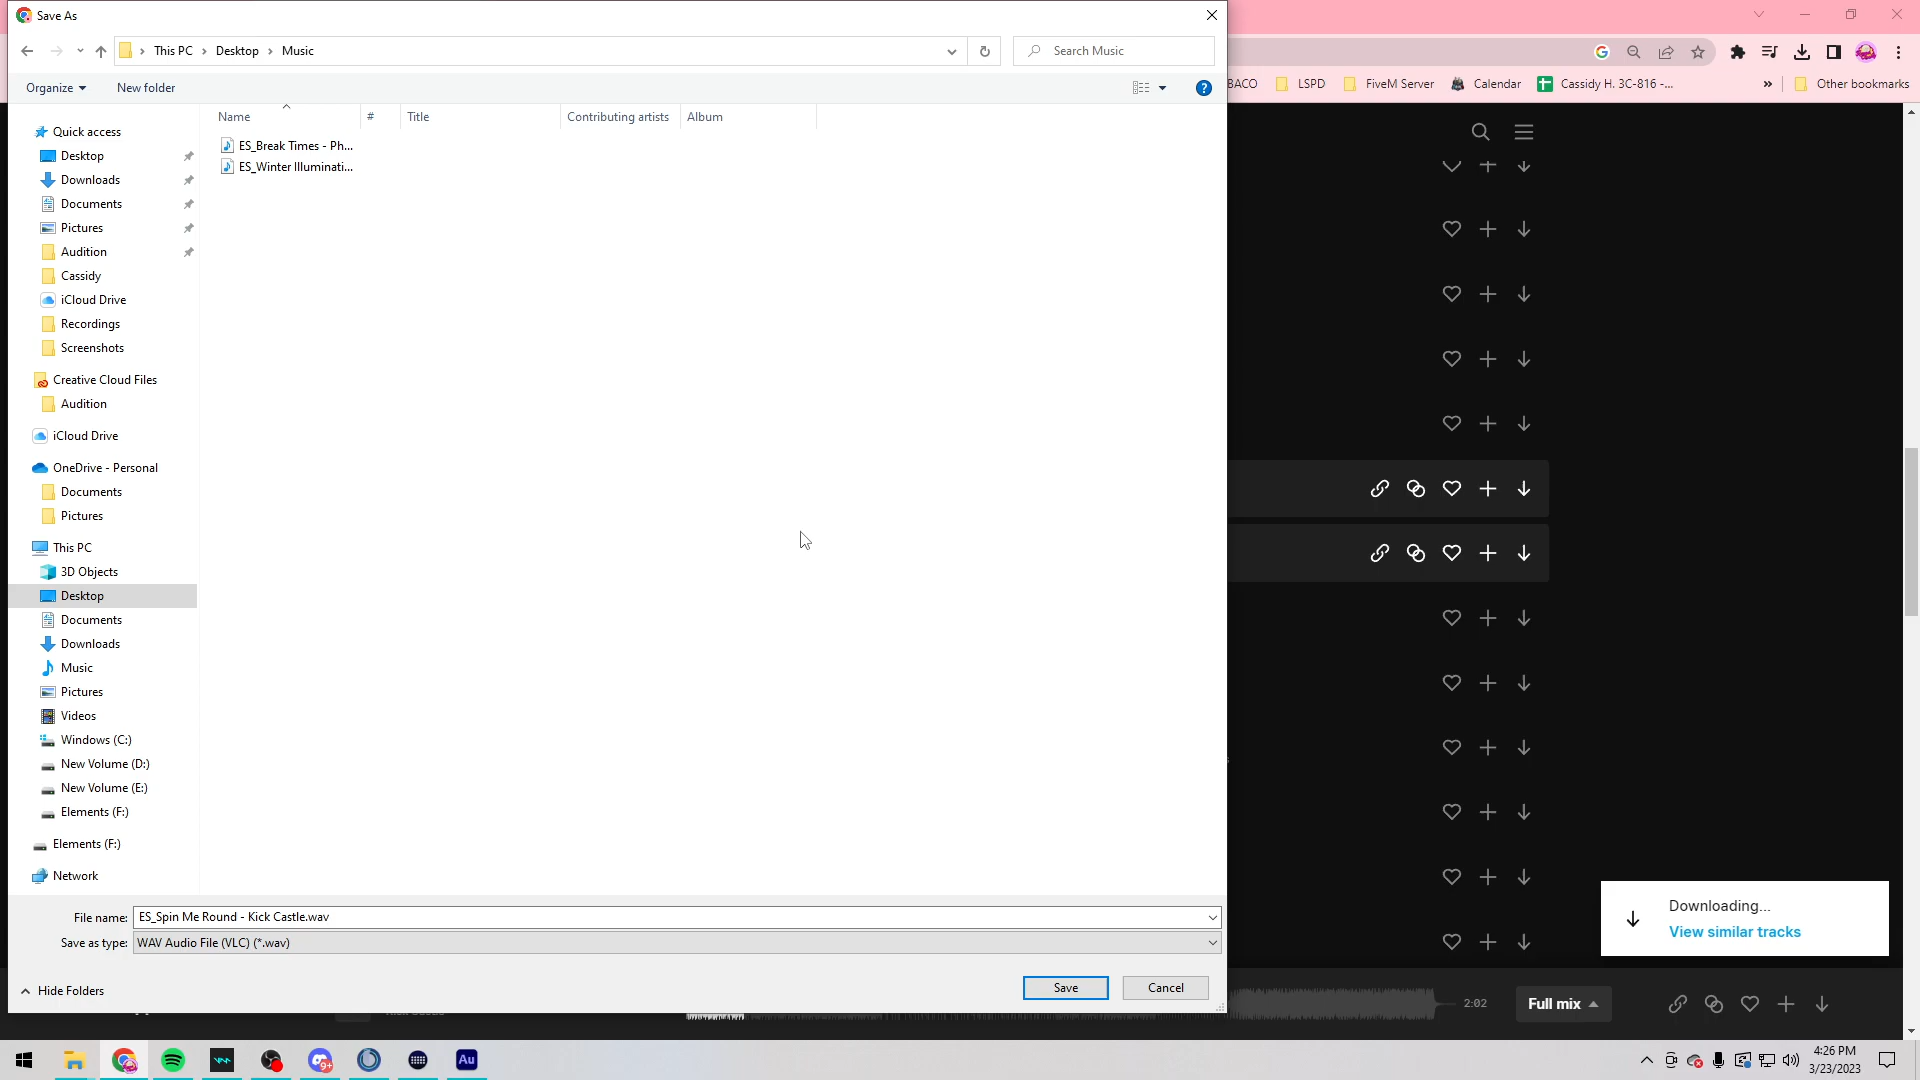 Save As
This PC > Desktop > Music
Search Music
BACO
LSPD
FiveM Server
Calendar
Cassidy H. 3C-816 -...
»
Other bookmarks
Organize
New folder
Name
#
Title
Contributing artists
Album
ES_Break Times - Ph...
ES_Winter Illuminati...
Quick access
Desktop
Downloads
Documents
Pictures
Audition
Cassidy
iCloud Drive
Recordings
Screenshots
Creative Cloud Files
Audition
iCloud Drive
OneDrive - Personal
Documents
Pictures
This PC
3D Objects
Desktop
Documents
Downloads
Music
Pictures
Videos
Windows (C:)
New Volume (D:)
New Volume (E:)
Elements (F:)
Elements (F:)
Network
File name: ES_Spin Me Round - Kick Castle.wav
Save as type: WAV Audio File (VLC) (*.wav)
Hide Folders
Save
Cancel
Downloading...
View similar tracks
2:02
Full mix
9+
Au
4:26 PM
3/23/2023